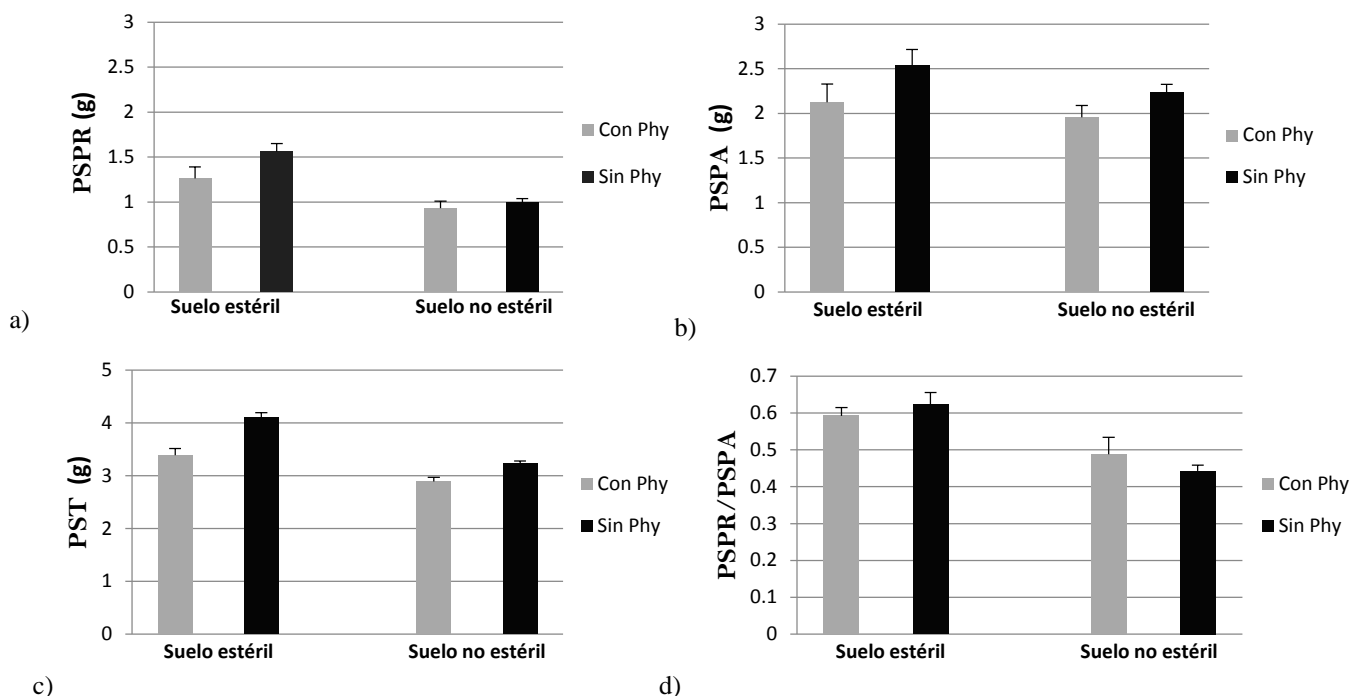 3
2.5
2
1.5
1
0.5
0
PSPR (g)
Suelo estéril
Suelo no estéril
Con Phy
Sin Phy
a)
3
2.5
2
1.5
1
0.5
0
PSPA (g)
Suelo estéril
Suelo no estéril
Con Phy
Sin Phy
b)
5
4
3
2
1
0
PST (g)
Suelo estéril
Suelo no estéril
Con Phy
Sin Phy
c)
0.7
0.6
0.5
0.4
0.3
0.2
0.1
0
PSPR/PSPA
Suelo estéril
Suelo no estéril
Con Phy
Sin Phy
d)